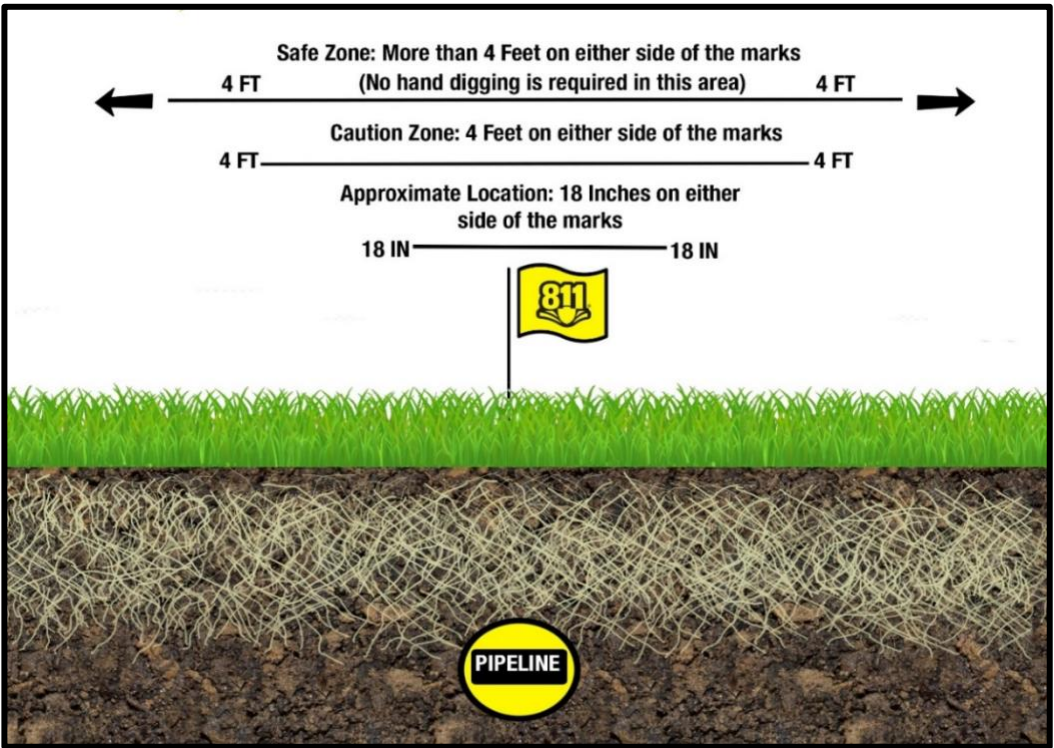 Safe Zone: More than 4 Feet on either side of the marks
4 FT (No hand digging is required in this area) 4 FT
Caution Zone: 4 Feet on either side of the marks
4 FT 4 FT
Approximate Location: 18 Inches on either
side of the marks
18 IN 18 IN
811
PIPELINE